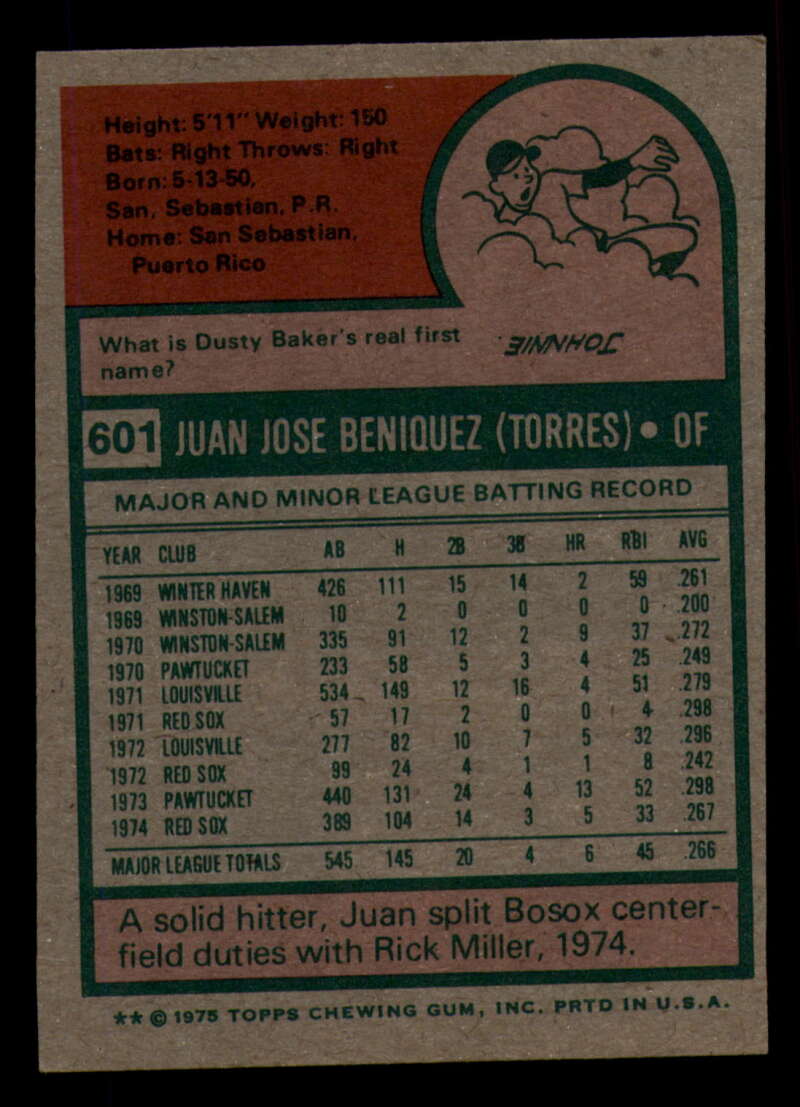 Height: 5'11" Weight: 150
Bats: Right Throws: Right
Born: 5-13-50,
San, Sebastian, P.R.
Home: San Sebastian,
Puerto Rico
What is Dusty Baker's real first
name?
JOHNNIE
601 JUAN JOSE BENIQUEZ (TORRES) • OF
MAJOR AND MINOR LEAGUE BATTING RECORD
YEAR CLUB AB H 2B 3B HR RBI AVG
1969 WINTER HAVEN 426 111 15 14 2 59 .261
1969 WINSTON-SALEM 10 2 0 0 0 0 .200
1970 WINSTON-SALEM 335 91 12 2 9 37 .272
1970 PAWTUCKET 233 58 5 3 4 25 .249
1971 LOUISVILLE 534 149 12 16 4 51 .279
1971 RED SOX 57 17 2 0 0 4 .298
1972 LOUISVILLE 277 82 10 7 5 32 .296
1972 RED SOX 99 24 4 1 1 8 .242
1973 PAWTUCKET 440 131 24 4 13 52 .298
1974 RED SOX 389 104 14 3 5 33 .267
MAJOR LEAGUE TOTALS 545 145 20 4 6 45 .266
A solid hitter, Juan split Bosox center-
field duties with Rick Miller, 1974.
** © 1975 TOPPS CHEWING GUM, INC. PRTD IN U.S.A.